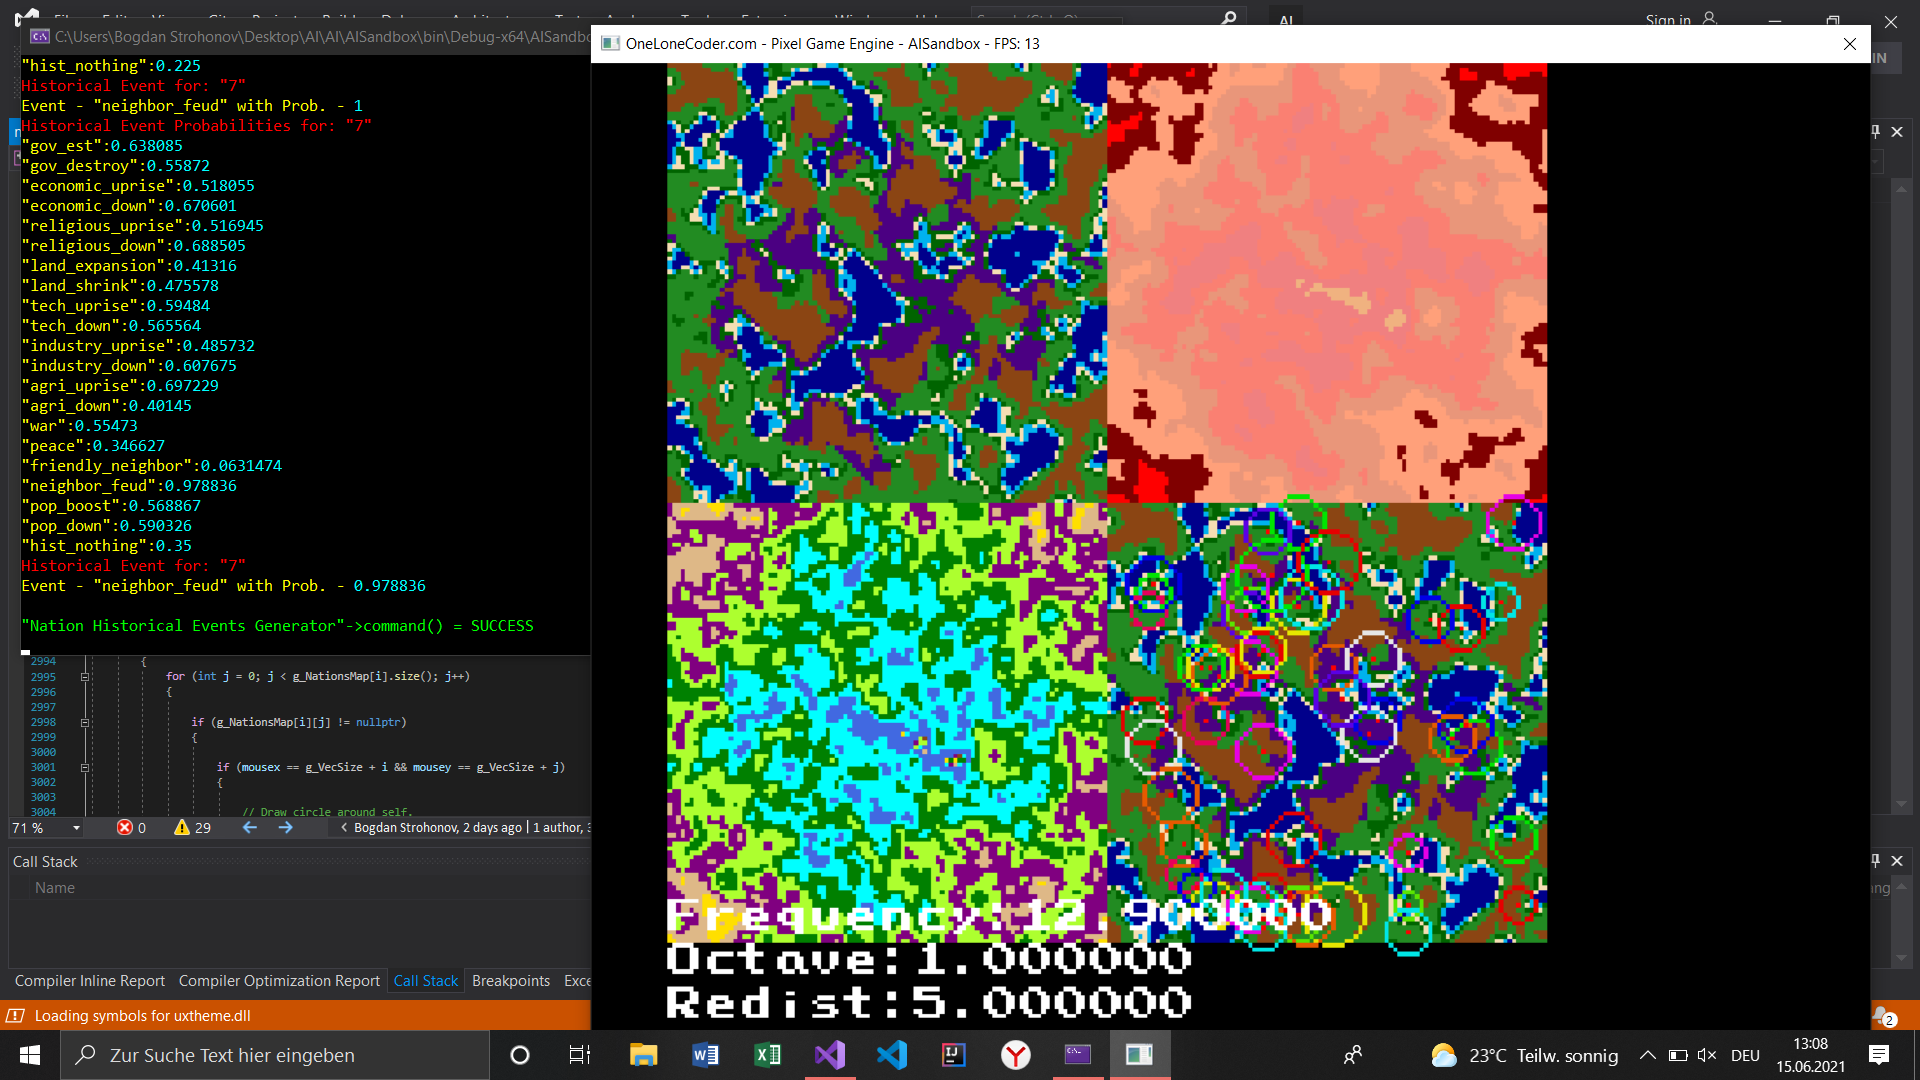 Sign in
C:\Users\Bogdan Strohonov\Desktop\AI\AI\AISandbox\bin\Debug-x64\AISandbo
"hist_nothing":0.225
Historical Event for: "7"
Event - "neighbor_feud" with Prob. - 1
Historical Event Probabilities for: "7"
"gov_est":0.638085
"gov_destroy":0.55872
"economic_uprise":0.518055
"economic_down":0.670601
"religious_uprise":0.516945
"religious_down":0.688505
"land_expansion":0.41316
"land_shrink":0.475578
"tech_uprise":0.59484
"tech_down":0.565564
"industry_uprise":0.485732
"industry_down":0.607675
"agri_uprise":0.697229
"agri_down":0.40145
"war":0.55473
"peace":0.346627
"friendly_neighbor":0.0631474
"neighbor_feud":0.978836
"pop_boost":0.568867
"pop_down":0.590326
"hist_nothing":0.35
Historical Event for: "7"
Event - "neighbor_feud" with Prob. - 0.978836
"Nation Historical Events Generator"->command() = SUCCESS
2994 {
2995 for (int j = 0; j < g_NationsMap[i].size(); j++)
2996 {
2997
2998 if (g_NationsMap[i][j] != nullptr)
2999 {
3000
3001 if (mousex == g_VecSize + i && mousey == g_VecSize + j)
3002 {
3003
3004 // Draw circle around self.
71 % 0 29 Bogdan Strohonov, 2 days ago | 1 author, 3
Call Stack
Name
Compiler Inline Report Compiler Optimization Report Call Stack Breakpoints Exce
Loading symbols for uxtheme.dll
OneLoneCoder.com - Pixel Game Engine - AISandbox - FPS: 13
Frequency:12.900000
Octave:1.000000
Redist:5.000000
IN
ang
2
Zur Suche Text hier eingeben
23°C Teilw. sonnig
DEU
13:08
15.06.2021